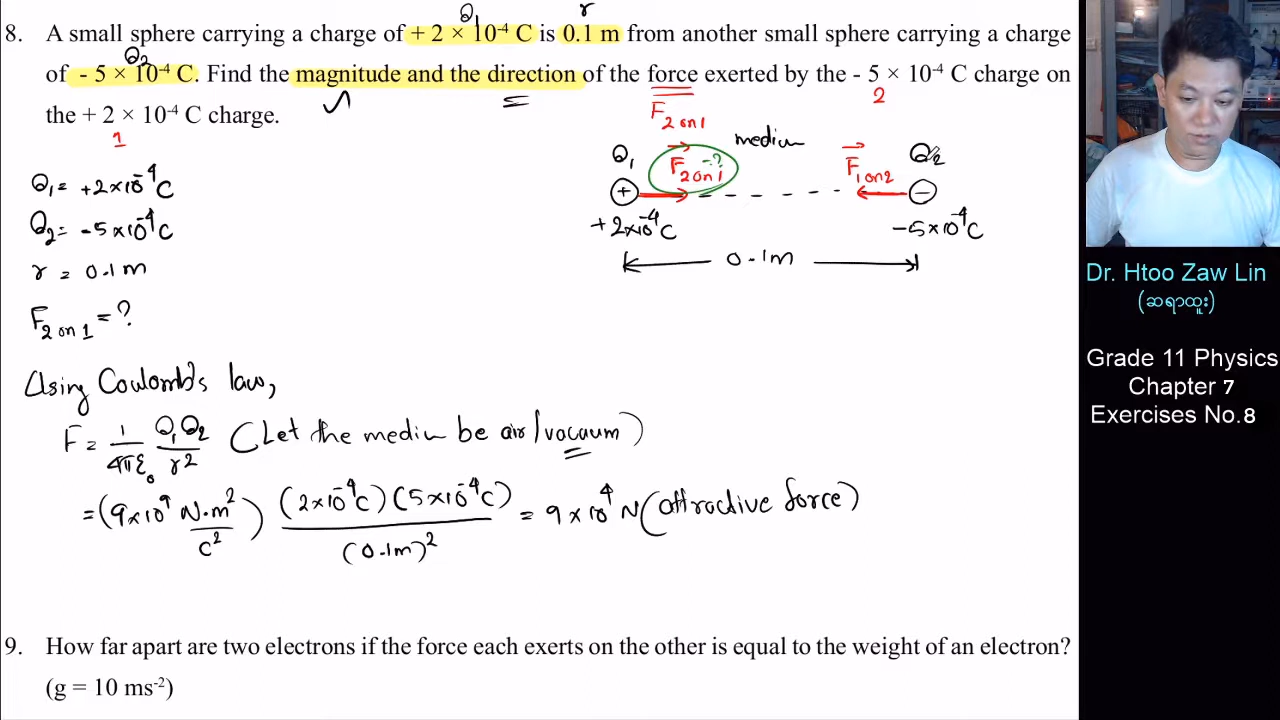 8. A small sphere carrying a charge of + 2 × 10⁻⁴ C is 0.1 m from another small sphere carrying a charge
Q₁ r
of - 5 × 10⁻⁴ C. Find the magnitude and the direction of the force exerted by the - 5 × 10⁻⁴ C charge on
Q₂
the + 2 × 10⁻⁴ C charge.
1
2
F₂ ₒₙ ₁
medium
Q₁ Q₂
F₂ ₒₙ ₁ =?
F₁ ₒₙ ₂
+ −
+2×10⁻⁴C −5×10⁻⁴C
0.1m
Q₁ = +2×10⁻⁴C
Q₂ = -5×10⁻⁴C
r = 0.1m
F₂ ₒₙ ₁ = ?
Using Coulomb's law,
F = 1/4πε₀ Q₁Q₂/r² (Let the medium be air/vacuum)
= (9×10⁹ N·m²/C²) (2×10⁻⁴C)(5×10⁻⁴C)/(0.1m)² = 9×10⁴ N (attractive force)
9. How far apart are two electrons if the force each exerts on the other is equal to the weight of an electron?
(g = 10 ms⁻²)
Dr. Htoo Zaw Lin
(ဆရာထူး)
Grade 11 Physics
Chapter 7
Exercises No.8